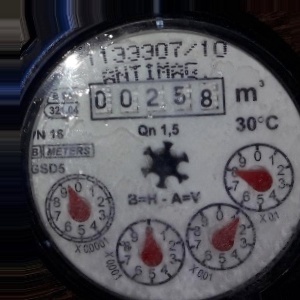 1133307/10
ANTIMAG.
00258 m³
Qn 1,5 30°C
B METERS
GSD5
B=H - A=V
X 0.1
X 0.01
X 0.001
X 0.0001